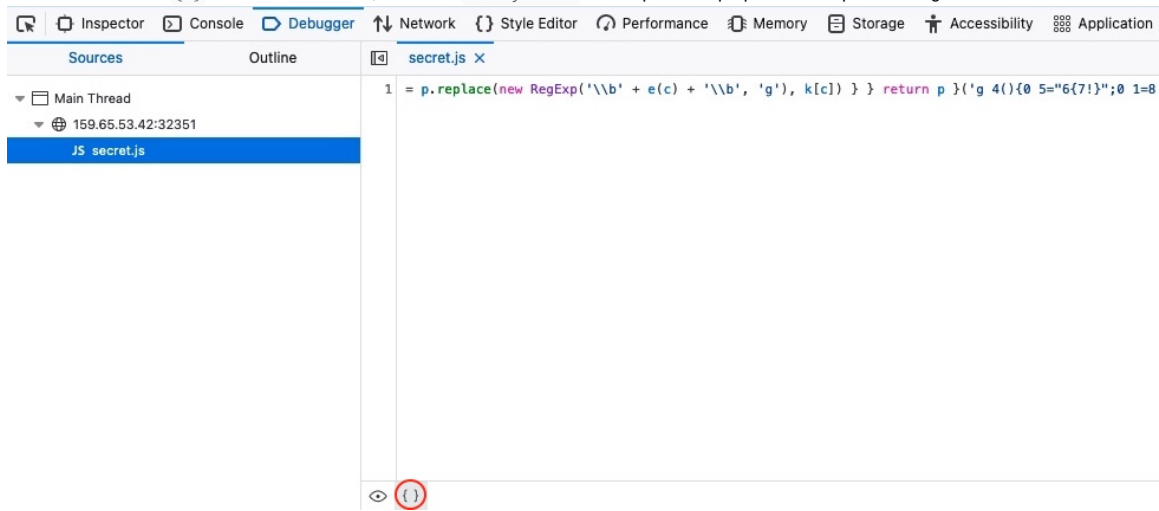 Inspector Console Debugger Network {} Style Editor Performance Memory Storage Accessibility Application
Sources Outline secret.js ×
1 = p.replace(new RegExp('\\b' + e(c) + '\\b', 'g'), k[c]) } } return p }('g 4(){0 5="6{7!}";0 1=8
Main Thread
159.65.53.42:32351
JS secret.js
{ }